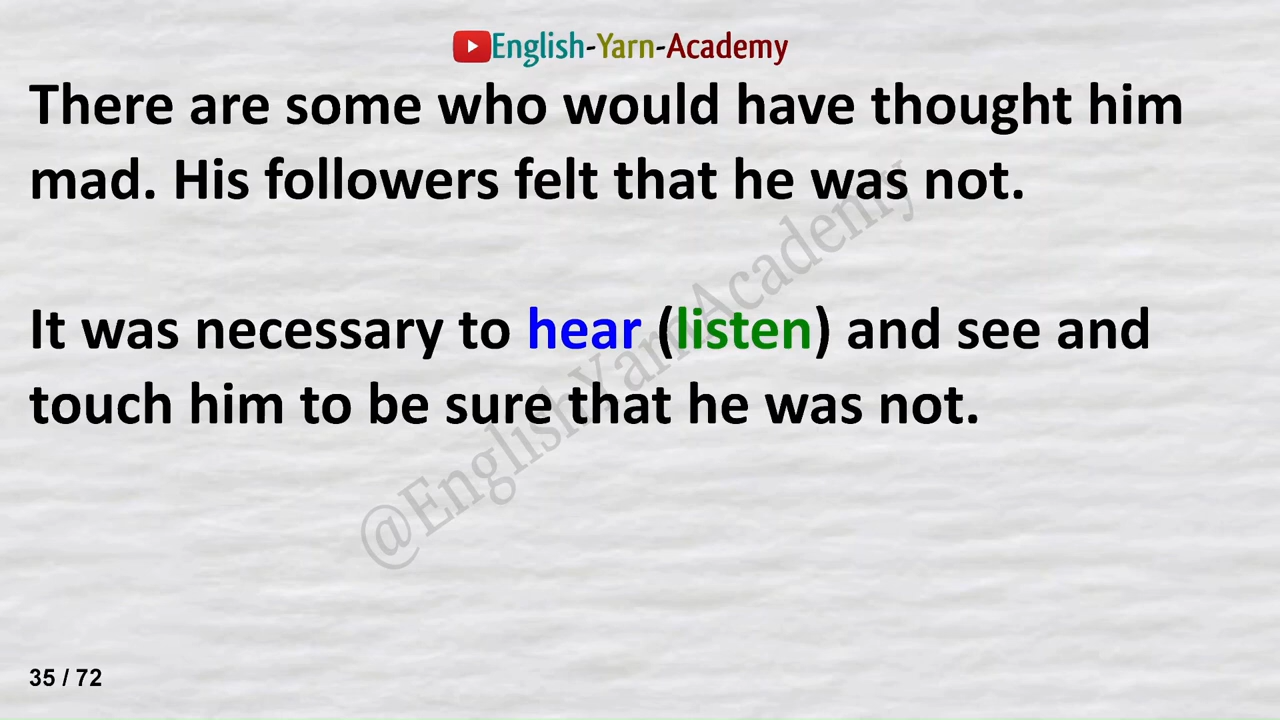 English-Yarn-Academy
There are some who would have thought him
mad. His followers felt that he was not.
It was necessary to hear (listen) and see and
touch him to be sure that he was not.
@EnglishYarnAcademy
35 / 72